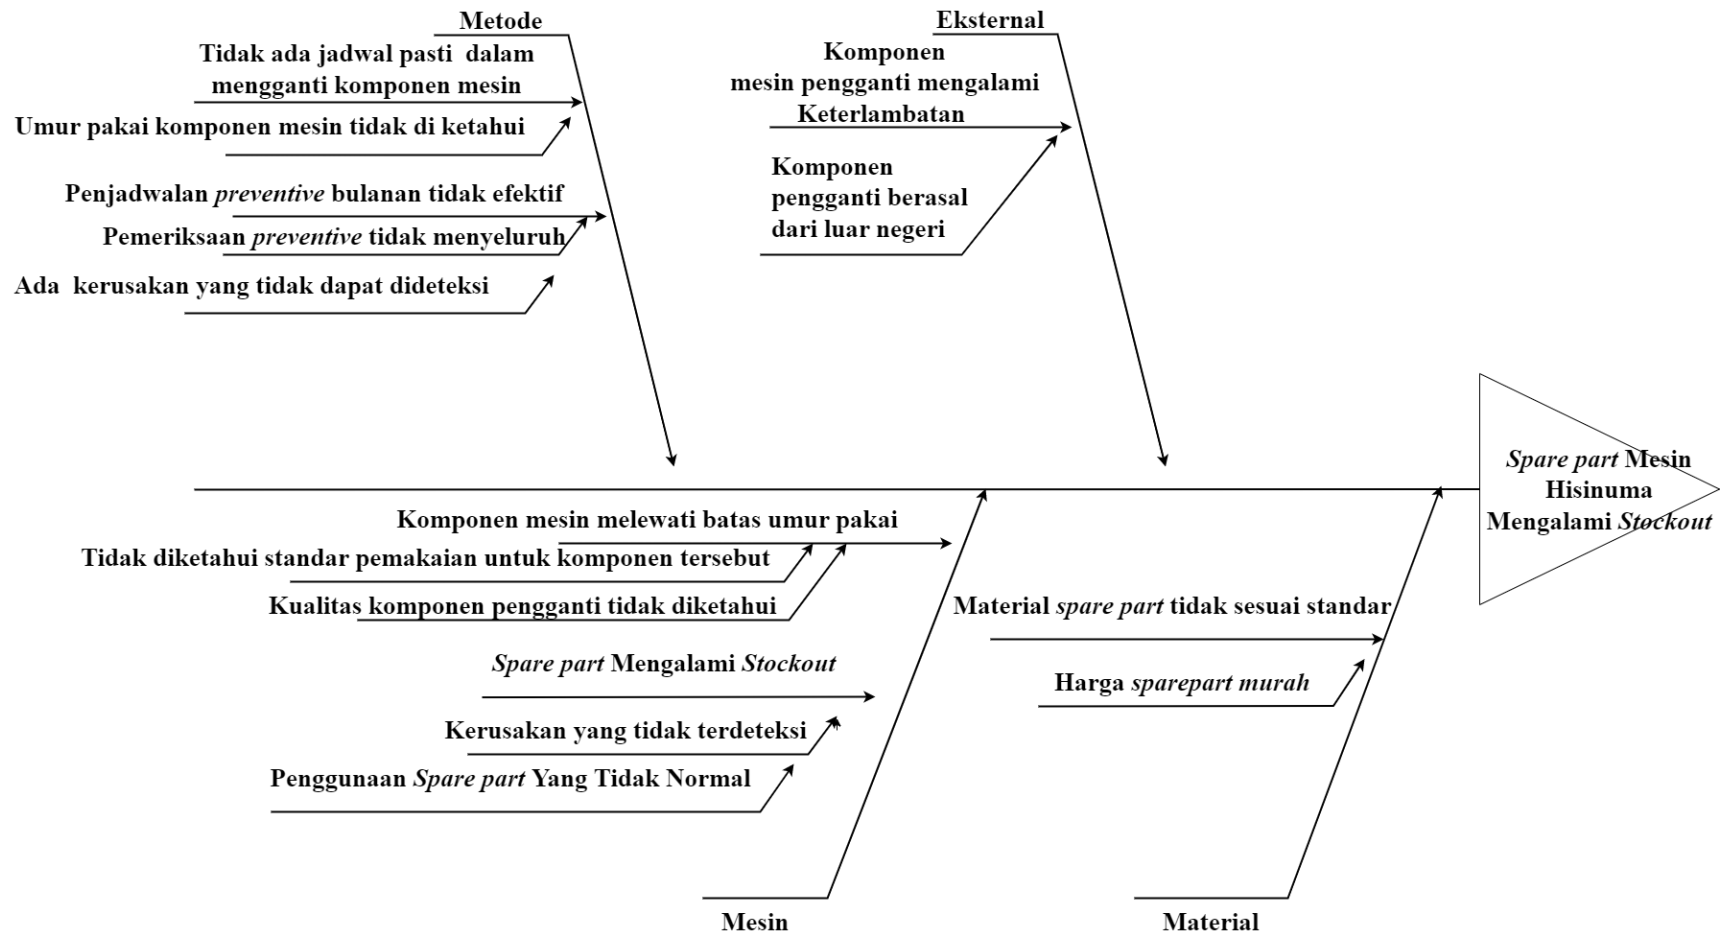 Metode
Tidak ada jadwal pasti dalam
mengganti komponen mesin
Umur pakai komponen mesin tidak di ketahui
Penjadwalan preventive bulanan tidak efektif
Pemeriksaan preventive tidak menyeluruh
Ada kerusakan yang tidak dapat dideteksi
Eksternal
Komponen
mesin pengganti mengalami
Keterlambatan
Komponen
pengganti berasal
dari luar negeri
Spare part Mesin
Hisinuma
Mengalami Stockout
Komponen mesin melewati batas umur pakai
Tidak diketahui standar pemakaian untuk komponen tersebut
Kualitas komponen pengganti tidak diketahui
Spare part Mengalami Stockout
Kerusakan yang tidak terdeteksi
Penggunaan Spare part Yang Tidak Normal
Mesin
Material spare part tidak sesuai standar
Harga sparepart murah
Material